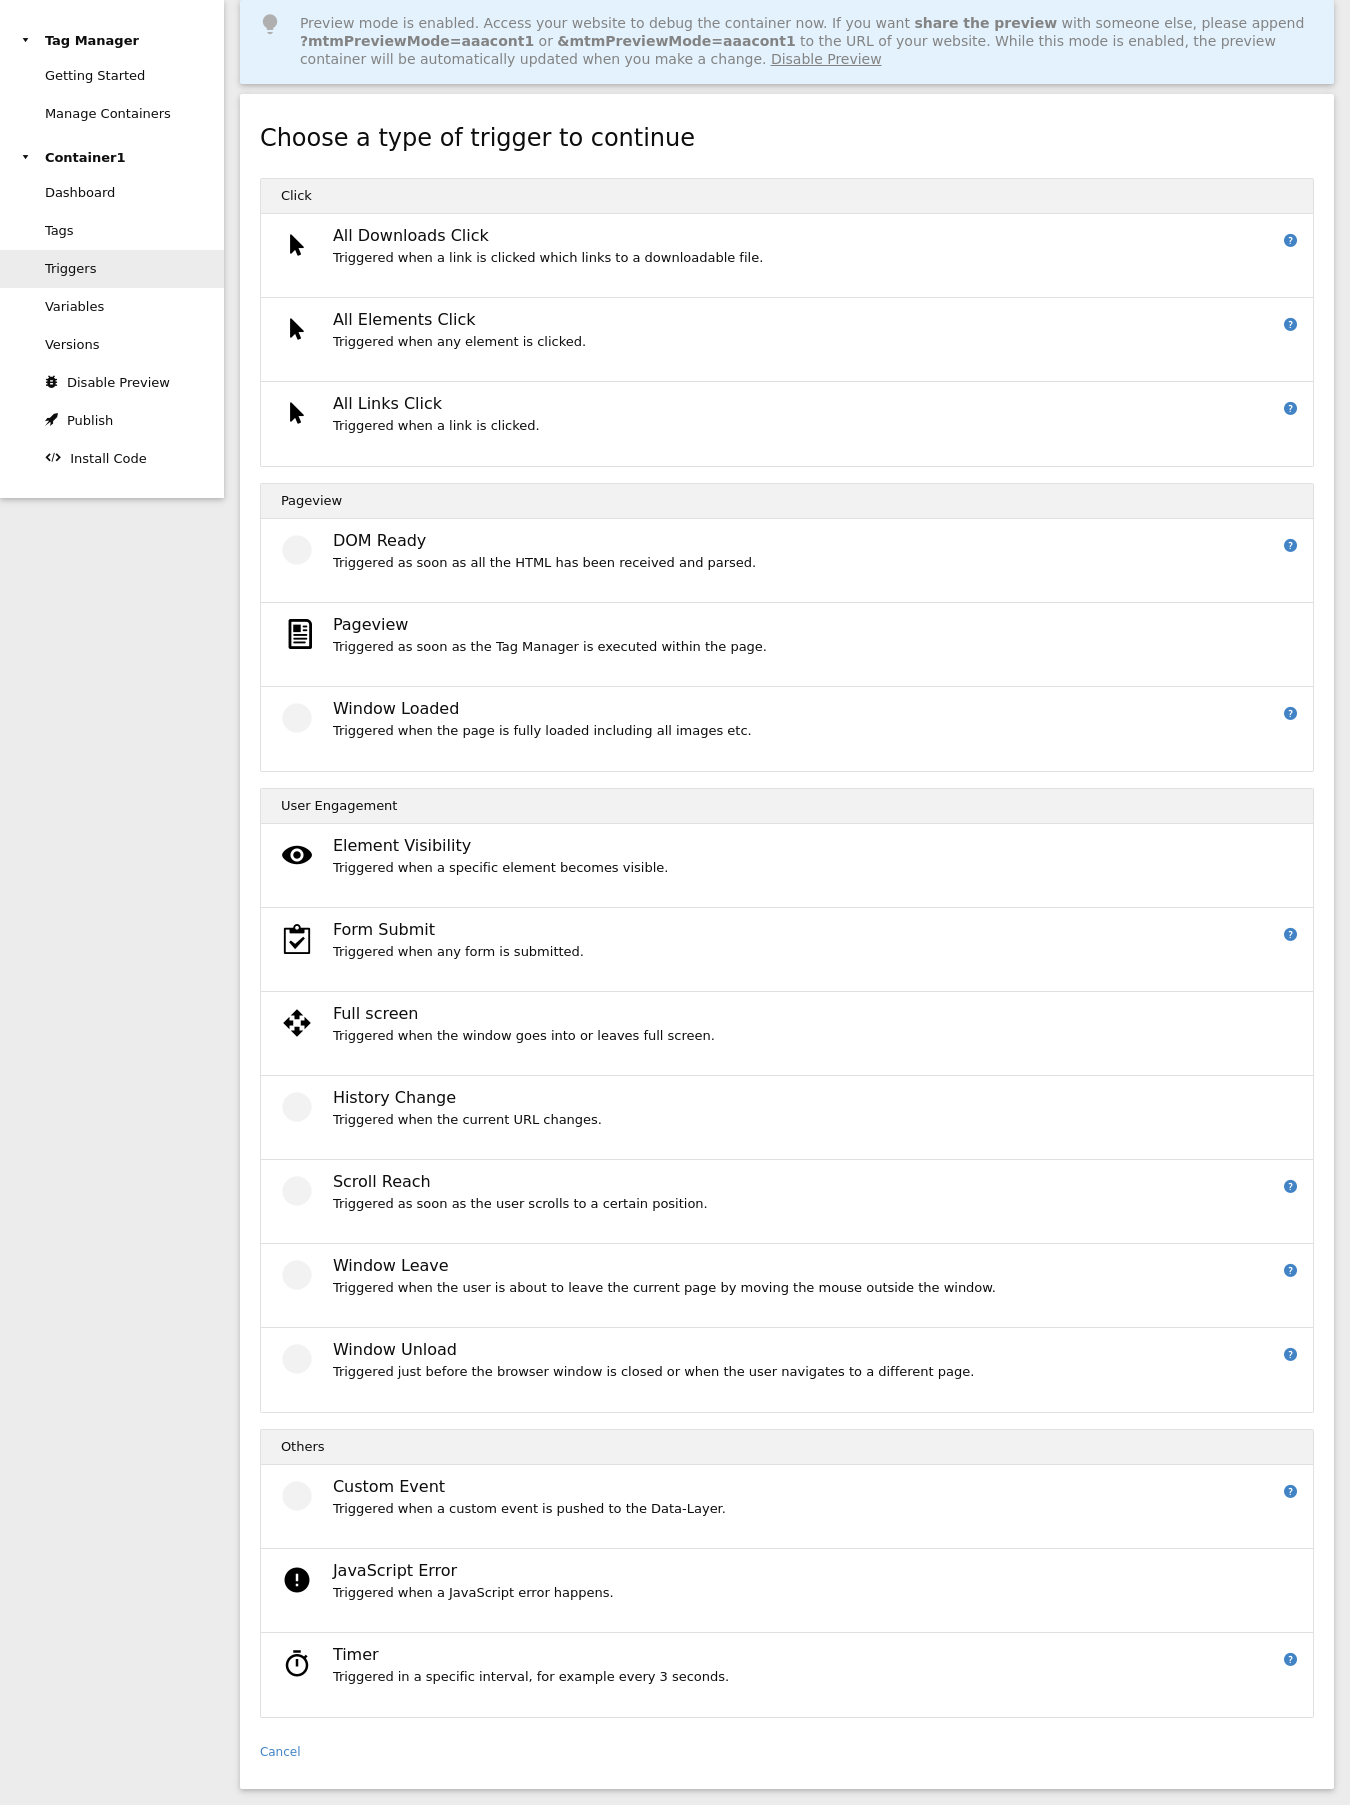 Tag Manager
Getting Started
Manage Containers
Container1
Dashboard
Tags
Triggers
Variables
Versions
Disable Preview
Publish
Install Code
Preview mode is enabled. Access your website to debug the container now. If you want share the preview with someone else, please append
?mtmPreviewMode=aaacont1 or &mtmPreviewMode=aaacont1 to the URL of your website. While this mode is enabled, the preview
container will be automatically updated when you make a change. Disable Preview
Choose a type of trigger to continue
Click
All Downloads Click
?
Triggered when a link is clicked which links to a downloadable file.
All Elements Click
?
Triggered when any element is clicked.
All Links Click
?
Triggered when a link is clicked.
Pageview
DOM Ready
?
Triggered as soon as all the HTML has been received and parsed.
Pageview
Triggered as soon as the Tag Manager is executed within the page.
Window Loaded
?
Triggered when the page is fully loaded including all images etc.
User Engagement
Element Visibility
Triggered when a specific element becomes visible.
Form Submit
?
Triggered when any form is submitted.
Full screen
Triggered when the window goes into or leaves full screen.
History Change
Triggered when the current URL changes.
Scroll Reach
?
Triggered as soon as the user scrolls to a certain position.
Window Leave
?
Triggered when the user is about to leave the current page by moving the mouse outside the window.
Window Unload
?
Triggered just before the browser window is closed or when the user navigates to a different page.
Others
Custom Event
?
Triggered when a custom event is pushed to the Data-Layer.
JavaScript Error
Triggered when a JavaScript error happens.
Timer
?
Triggered in a specific interval, for example every 3 seconds.
Cancel